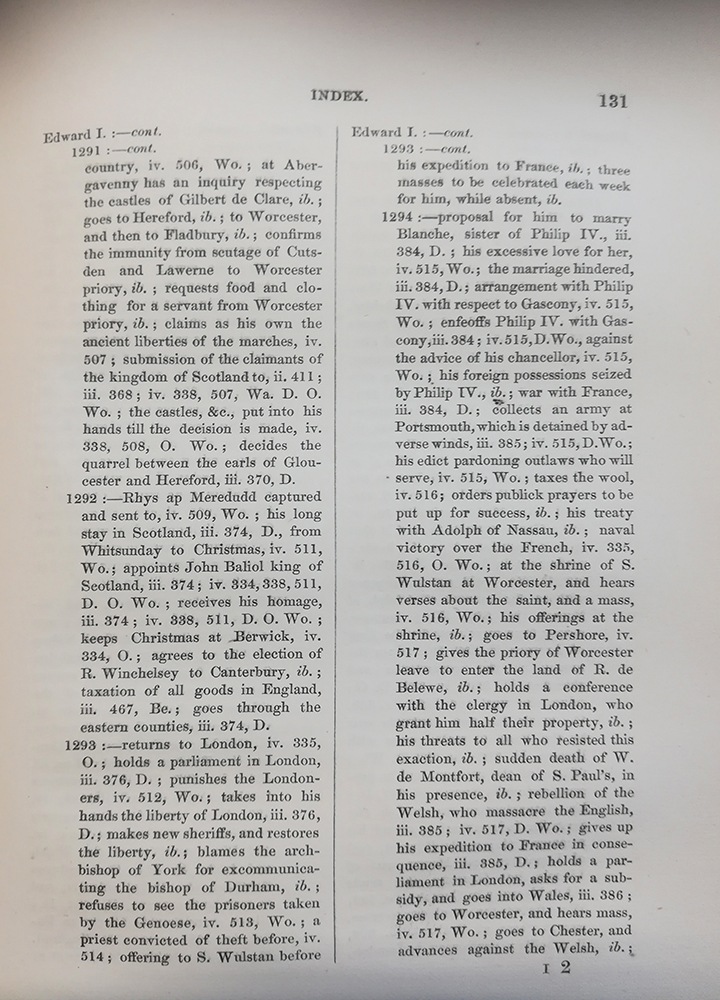 INDEX.
131
Edward I. :—cont.
1291 :—cont.
country, iv. 506, Wo. ; at Aber-
gavenny has an inquiry respecting
the castles of Gilbert de Clare, ib. ;
goes to Hereford, ib. ; to Worcester,
and then to Fladbury, ib. ; confirms
the immunity from scutage of Cuts-
den and Lawerne to Worcester
priory, ib. ; requests food and clo-
thing for a servant from Worcester
priory, ib. ; claims as his own the
ancient liberties of the marches, iv.
507 ; submission of the claimants of
the kingdom of Scotland to, ii. 411 ;
iii. 368 ; iv. 338, 507, Wa. D. O.
Wo. ; the castles, &c., put into his
hands till the decision is made, iv.
338, 508, O. Wo. ; decides the
quarrel between the earls of Glou-
cester and Hereford, iii. 370, D.
1292 :—Rhys ap Meredudd captured
and sent to, iv. 509, Wo. ; his long
stay in Scotland, iii. 374, D., from
Whitsunday to Christmas, iv. 511,
Wo. ; appoints John Baliol king of
Scotland, iii. 374 ; iv. 334, 338, 511,
D. O. Wo. ; receives his homage,
iii. 374 ; iv. 338, 511, D. O. Wo. ;
keeps Christmas at Berwick, iv.
334, O. ; agrees to the election of
R. Winchelsey to Canterbury, ib. ;
taxation of all goods in England,
iii. 467, Be. ; goes through the
eastern counties, iii. 374, D.
1293 :—returns to London, iv. 335,
O. ; holds a parliament in London,
iii. 376, D. ; punishes the London-
ers, iv. 512, Wo. ; takes into his
hands the liberty of London, iii. 376,
D. ; makes new sheriffs, and restores
the liberty, ib. ; blames the arch-
bishop of York for excommunica-
ting the bishop of Durham, ib. ;
refuses to see the prisoners taken
by the Genoese, iv. 513, Wo. ; a
priest convicted of theft before, iv.
514 ; offering to S. Wulstan before
Edward I. :—cont.
1293 :—cont.
his expedition to France, ib. ; three
masses to be celebrated each week
for him, while absent, ib.
1294 :—proposal for him to marry
Blanche, sister of Philip IV., iii.
384, D. ; his excessive love for her,
iv. 515, Wo. ; the marriage hindered,
iii. 384, D. ; arrangement with Philip
IV. with respect to Gascony, iv. 515,
Wo. ; enfeoffs Philip IV. with Gas-
cony, iii. 384 ; iv. 515, D. Wo., against
the advice of his chancellor, iv. 515,
Wo. ; his foreign possessions seized
by Philip IV., ib. ; war with France,
iii. 384, D. ; collects an army at
Portsmouth, which is detained by ad-
verse winds, iii. 385 ; iv. 515, D. Wo. ;
his edict pardoning outlaws who will
serve, iv. 515, Wo. ; taxes the wool,
iv. 516 ; orders publick prayers to be
put up for success, ib. ; his treaty
with Adolph of Nassau, ib. ; naval
victory over the French, iv. 335,
516, O. Wo. ; at the shrine of S.
Wulstan at Worcester, and hears
verses about the saint, and a mass,
iv. 516, Wo. ; his offerings at the
shrine, ib. ; goes to Pershore, iv.
517 ; gives the priory of Worcester
leave to enter the land of R. de
Belewe, ib. ; holds a conference
with the clergy in London, who
grant him half their property, ib. ;
his threats to all who resisted this
exaction, ib. ; sudden death of W.
de Montfort, dean of S. Paul's, in
his presence, ib. ; rebellion of the
Welsh, who massacre the English,
iii. 385 ; iv. 517, D. Wo. ; gives up
his expedition to France in conse-
quence, iii. 385, D. ; holds a par-
liament in London, asks for a sub-
sidy, and goes into Wales, iii. 386 ;
goes to Worcester, and hears mass,
iv. 517, Wo. ; goes to Chester, and
advances against the Welsh, ib. ;
I 2